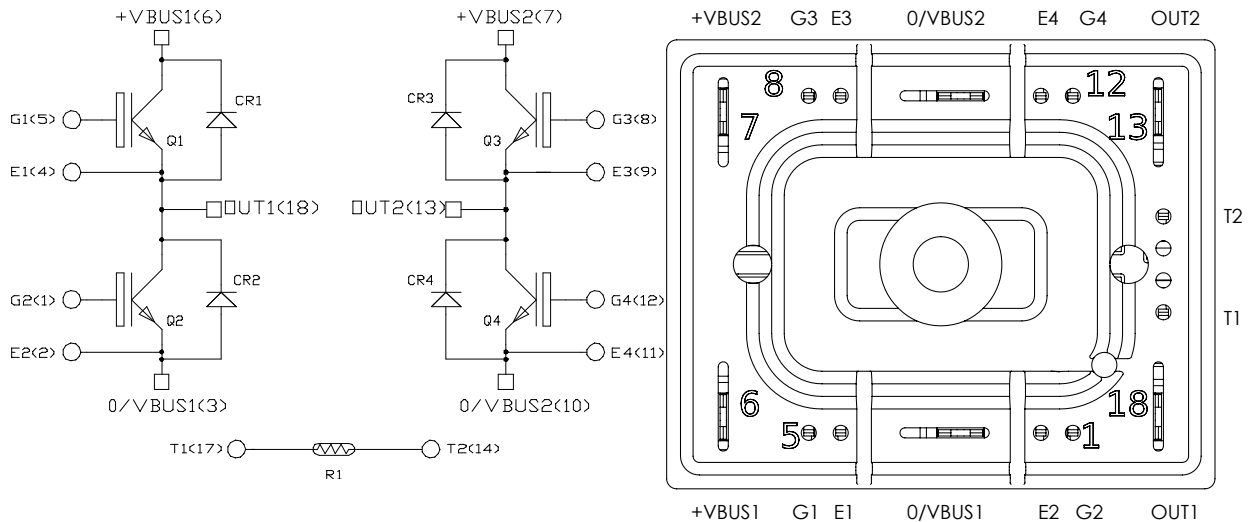 +VBUS1(6)
+VBUS2(7)
CR1
CR3
G1(5)
Q1
Q3
G3(8)
E1(4)
E3(9)
OUT1(18)
OUT2(13)
CR2
CR4
G2(1)
Q2
Q4
G4(12)
E2(2)
E4(11)
0/VBUS1(3)
0/VBUS2(10)
T1(17)
T2(14)
R1
+VBUS2 G3 E3 0/VBUS2 E4 G4 OUT2
8 12
7 13
T2
T1
6 18
5 1
+VBUS1 G1 E1 0/VBUS1 E2 G2 OUT1